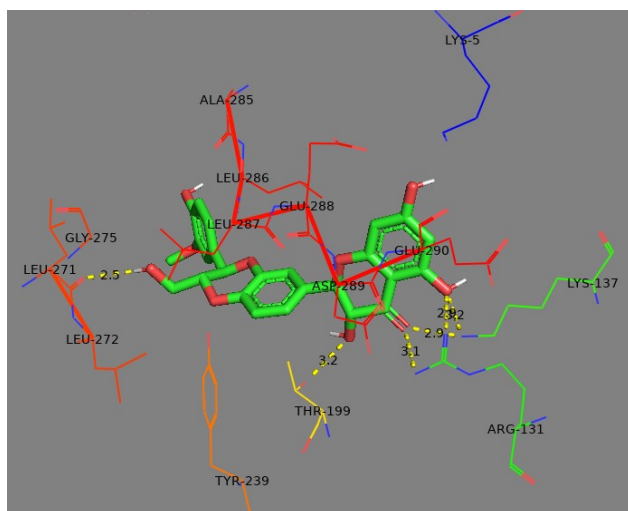 LYS-5
ALA-285
LEU-286
GLU-288
LEU-287
GLY-275
GLU-290
LEU-271
2.5
ASP-289
LYS-137
LEU-272
2.9
3.2
2.9
3.1
3.2
THR-199
ARG-131
TYR-239